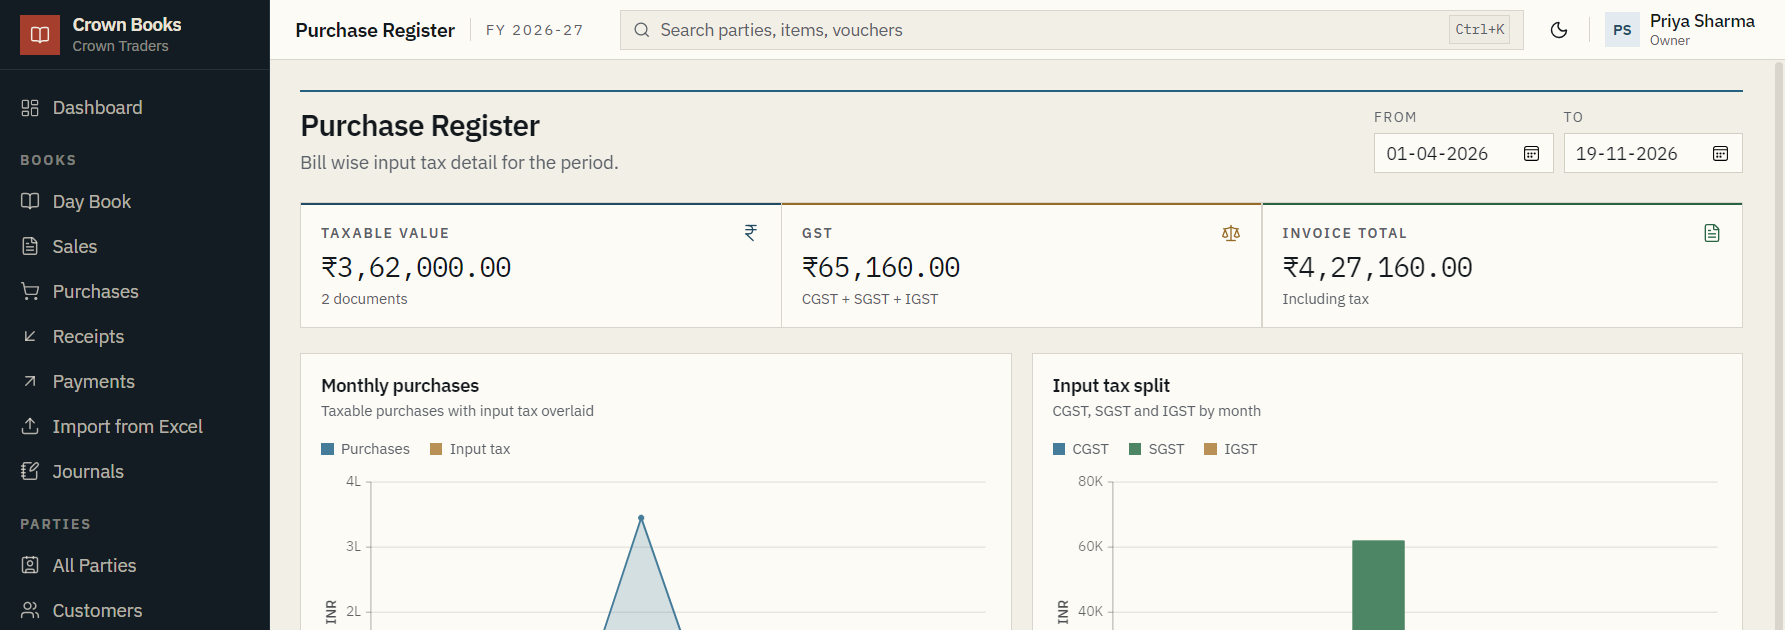 Crown Books
Crown Traders
Dashboard
BOOKS
Day Book
Sales
Purchases
Receipts
Payments
Import from Excel
Journals
PARTIES
All Parties
Customers
Purchase Register
FY 2026-27
Search parties, items, vouchers
Ctrl+K
PS
Priya Sharma
Owner
Purchase Register
Bill wise input tax detail for the period.
FROM
01-04-2026
TO
19-11-2026
TAXABLE VALUE
₹3,62,000.00
2 documents
GST
₹65,160.00
CGST + SGST + IGST
INVOICE TOTAL
₹4,27,160.00
Including tax
Monthly purchases
Taxable purchases with input tax overlaid
Purchases
Input tax
4L
3L
2L
INR
Input tax split
CGST, SGST and IGST by month
CGST
SGST
IGST
80K
60K
40K
INR